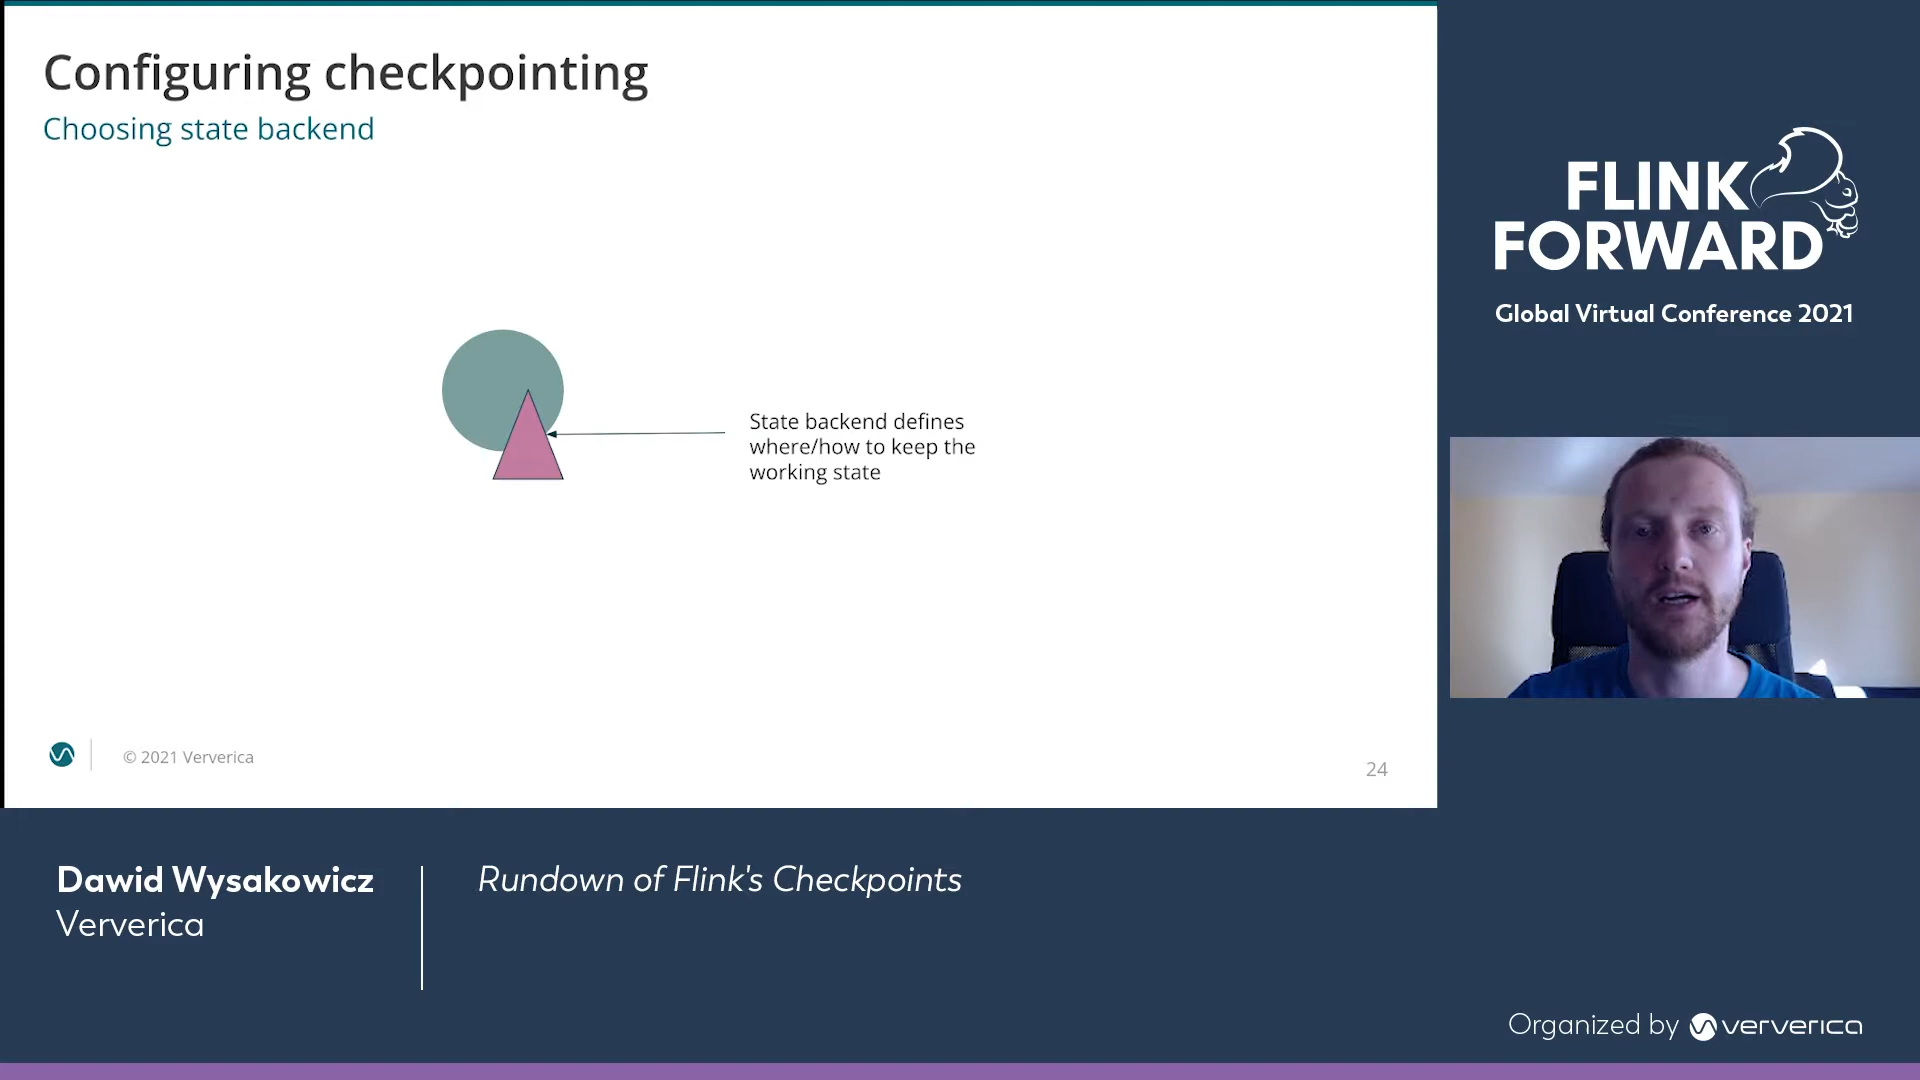 Configuring checkpointing
Choosing state backend
State backend defines
where/how to keep the
working state
© 2021 Ververica
24
FLINK
FORWARD
Global Virtual Conference 2021
Dawid Wysakowicz
Ververica
Rundown of Flink's Checkpoints
Organized by ververica